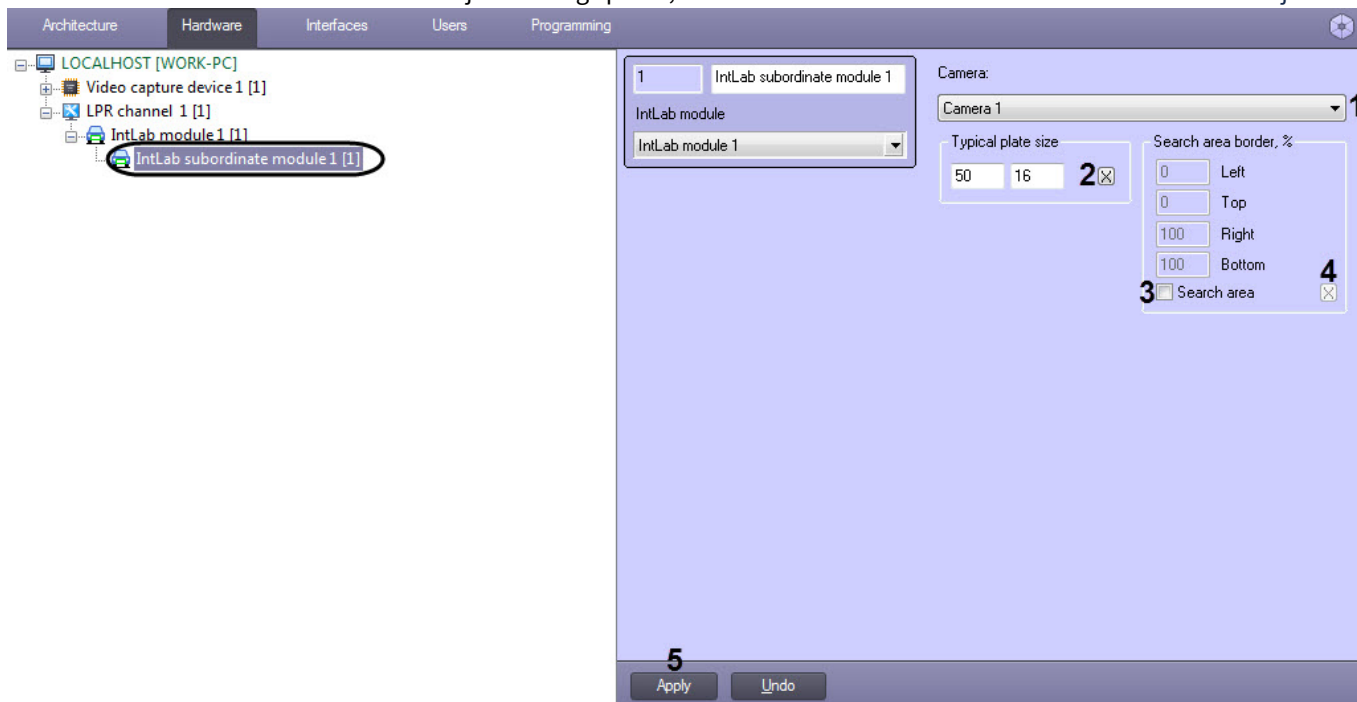 Architecture Hardware Interfaces Users Programming
LOCALHOST [WORK-PC]
Video capture device 1 [1]
LPR channel 1 [1]
IntLab module 1 [1]
IntLab subordinate module 1 [1]
1 IntLab subordinate module 1
IntLab module
IntLab module 1
Camera:
Camera 1 1
Typical plate size
50 16 2
Search area border, %
0 Left
0 Top
100 Right
100 Bottom
4
3 Search area
5
Apply Undo